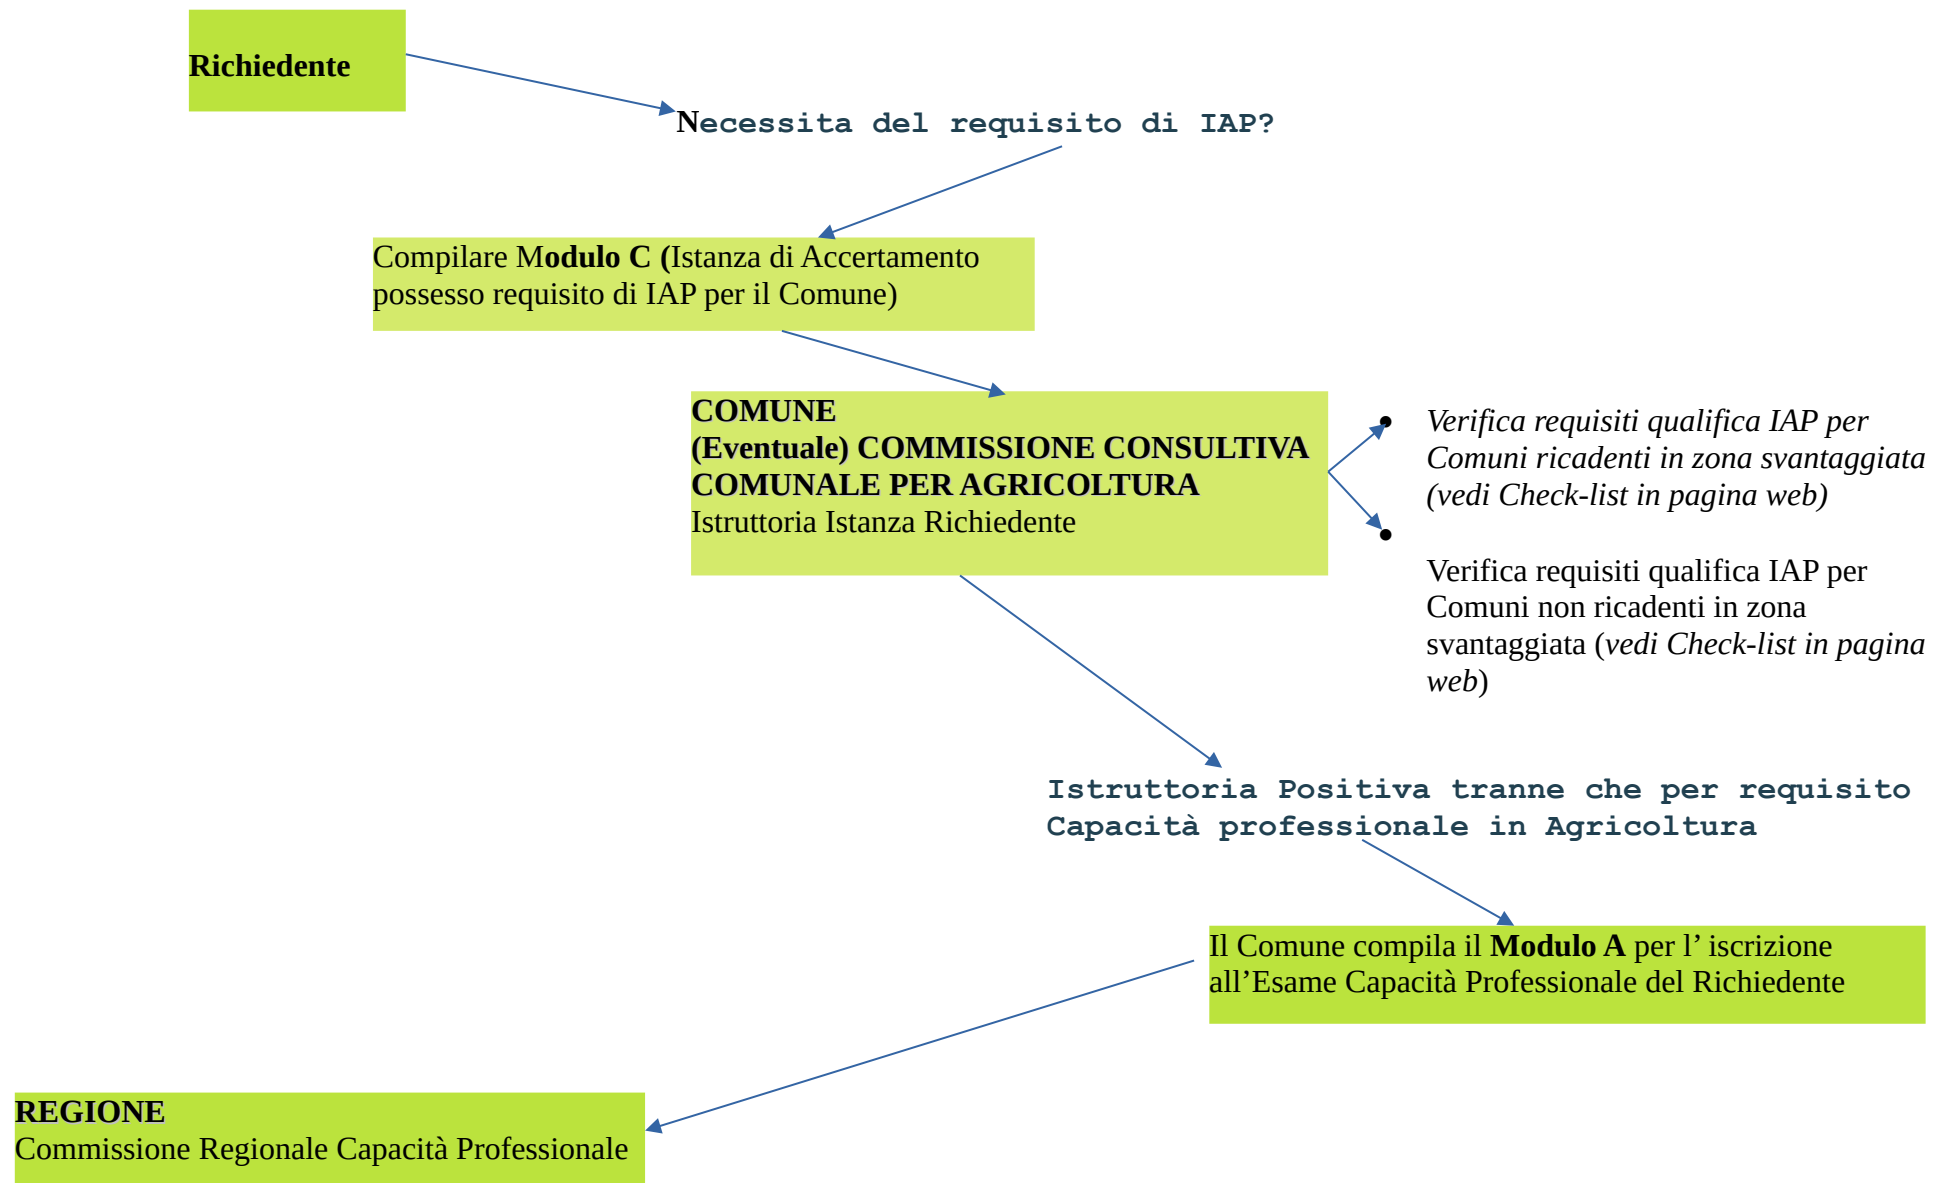 Richiedente
Necessita del requisito di IAP?
Compilare Modulo C (Istanza di Accertamento
possesso requisito di IAP per il Comune)
COMUNE
(Eventuale) COMMISSIONE CONSULTIVA
COMUNALE PER AGRICOLTURA
Istruttoria Istanza Richiedente
• Verifica requisiti qualifica IAP per
Comuni ricadenti in zona svantaggiata
(vedi Check-list in pagina web)
•
Verifica requisiti qualifica IAP per
Comuni non ricadenti in zona
svantaggiata (vedi Check-list in pagina
web)
Istruttoria Positiva tranne che per requisito
Capacità professionale in Agricoltura
Il Comune compila il Modulo A per l’ iscrizione
all’Esame Capacità Professionale del Richiedente
REGIONE
Commissione Regionale Capacità Professionale